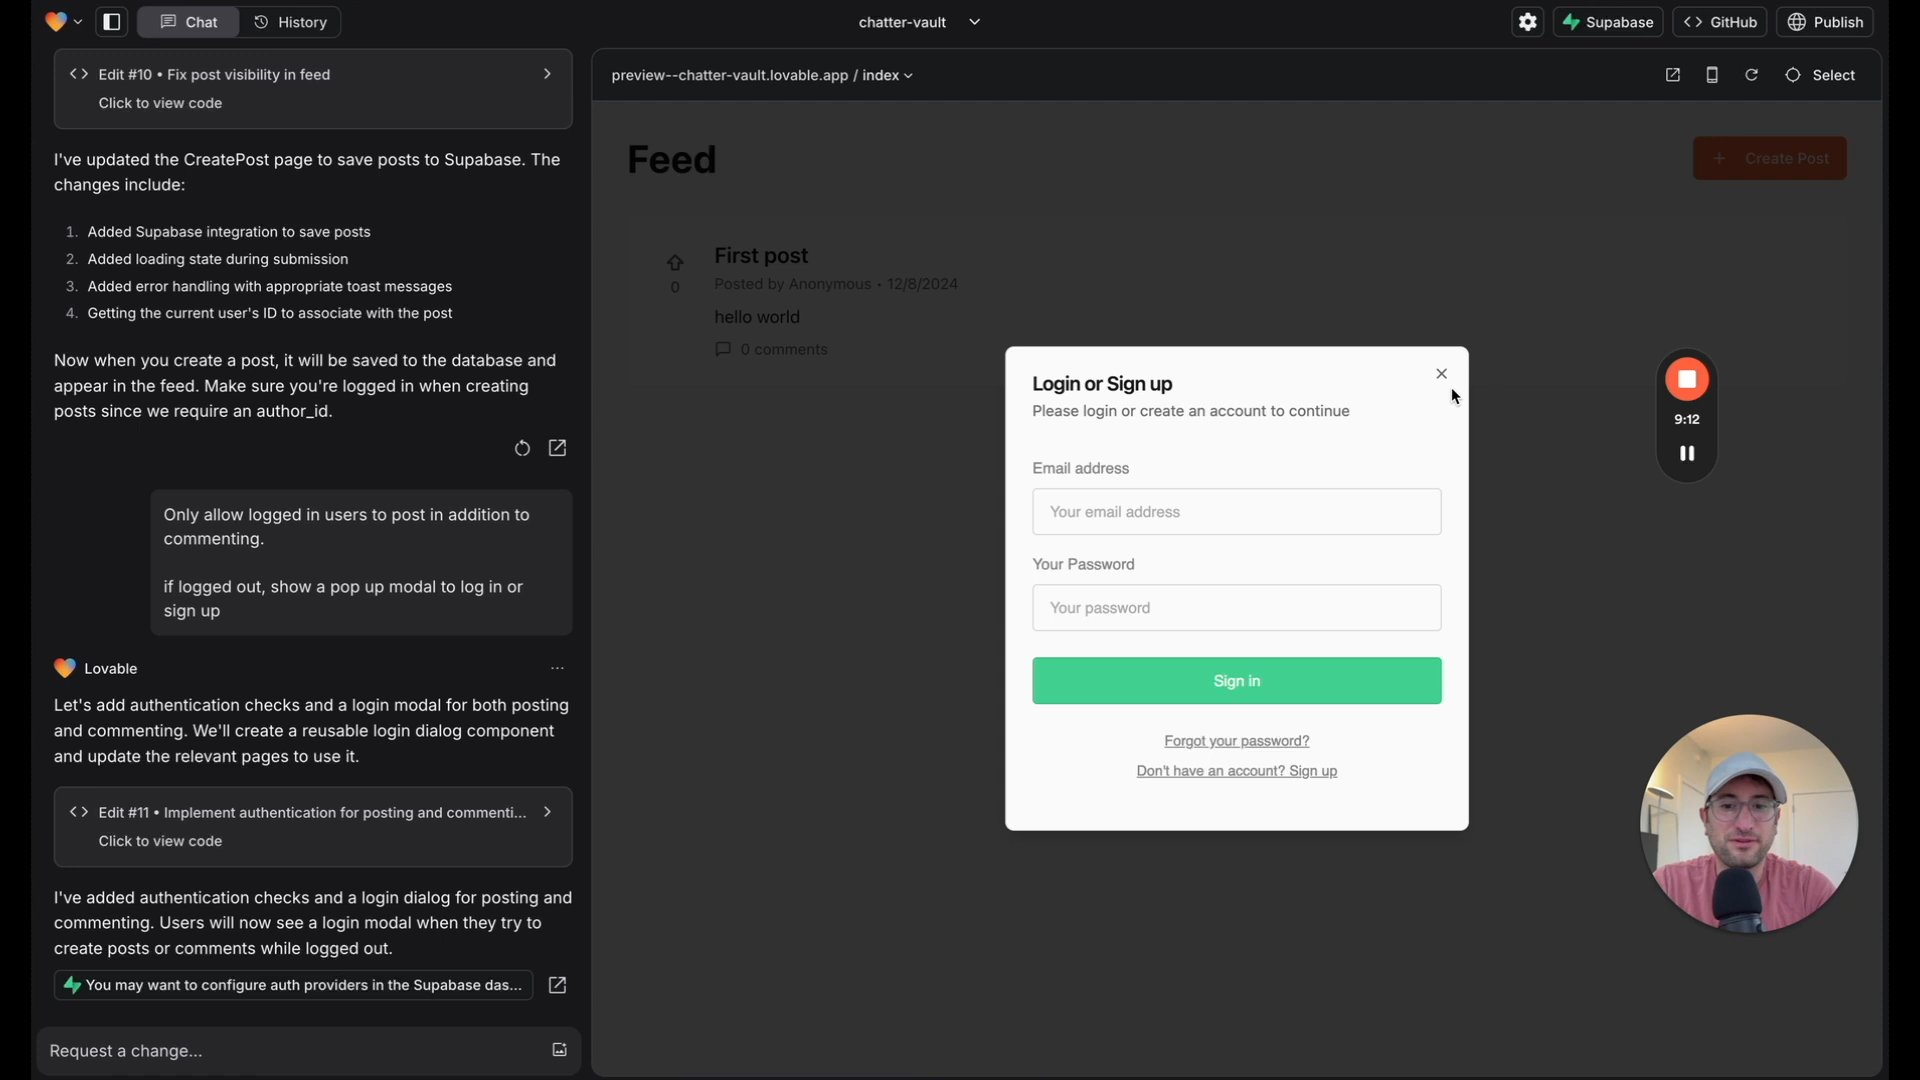 Chat
History
chatter-vault
Supabase
GitHub
Publish
Edit #10 • Fix post visibility in feed
Click to view code
I've updated the CreatePost page to save posts to Supabase. The
changes include:
1. Added Supabase integration to save posts
2. Added loading state during submission
3. Added error handling with appropriate toast messages
4. Getting the current user's ID to associate with the post
Now when you create a post, it will be saved to the database and
appear in the feed. Make sure you're logged in when creating
posts since we require an author_id.
Only allow logged in users to post in addition to
commenting.
if logged out, show a pop up modal to log in or
sign up
Lovable
Let's add authentication checks and a login modal for both posting
and commenting. We'll create a reusable login dialog component
and update the relevant pages to use it.
Edit #11 • Implement authentication for posting and commenti...
Click to view code
I've added authentication checks and a login dialog for posting and
commenting. Users will now see a login modal when they try to
create posts or comments while logged out.
You may want to configure auth providers in the Supabase das...
Request a change...
preview--chatter-vault.lovable.app / index
Select
Feed
+ Create Post
First post
0
Posted by Anonymous • 12/8/2024
hello world
0 comments
Login or Sign up
Please login or create an account to continue
Email address
Your email address
Your Password
Your password
Sign in
Forgot your password?
Don't have an account? Sign up
9:12